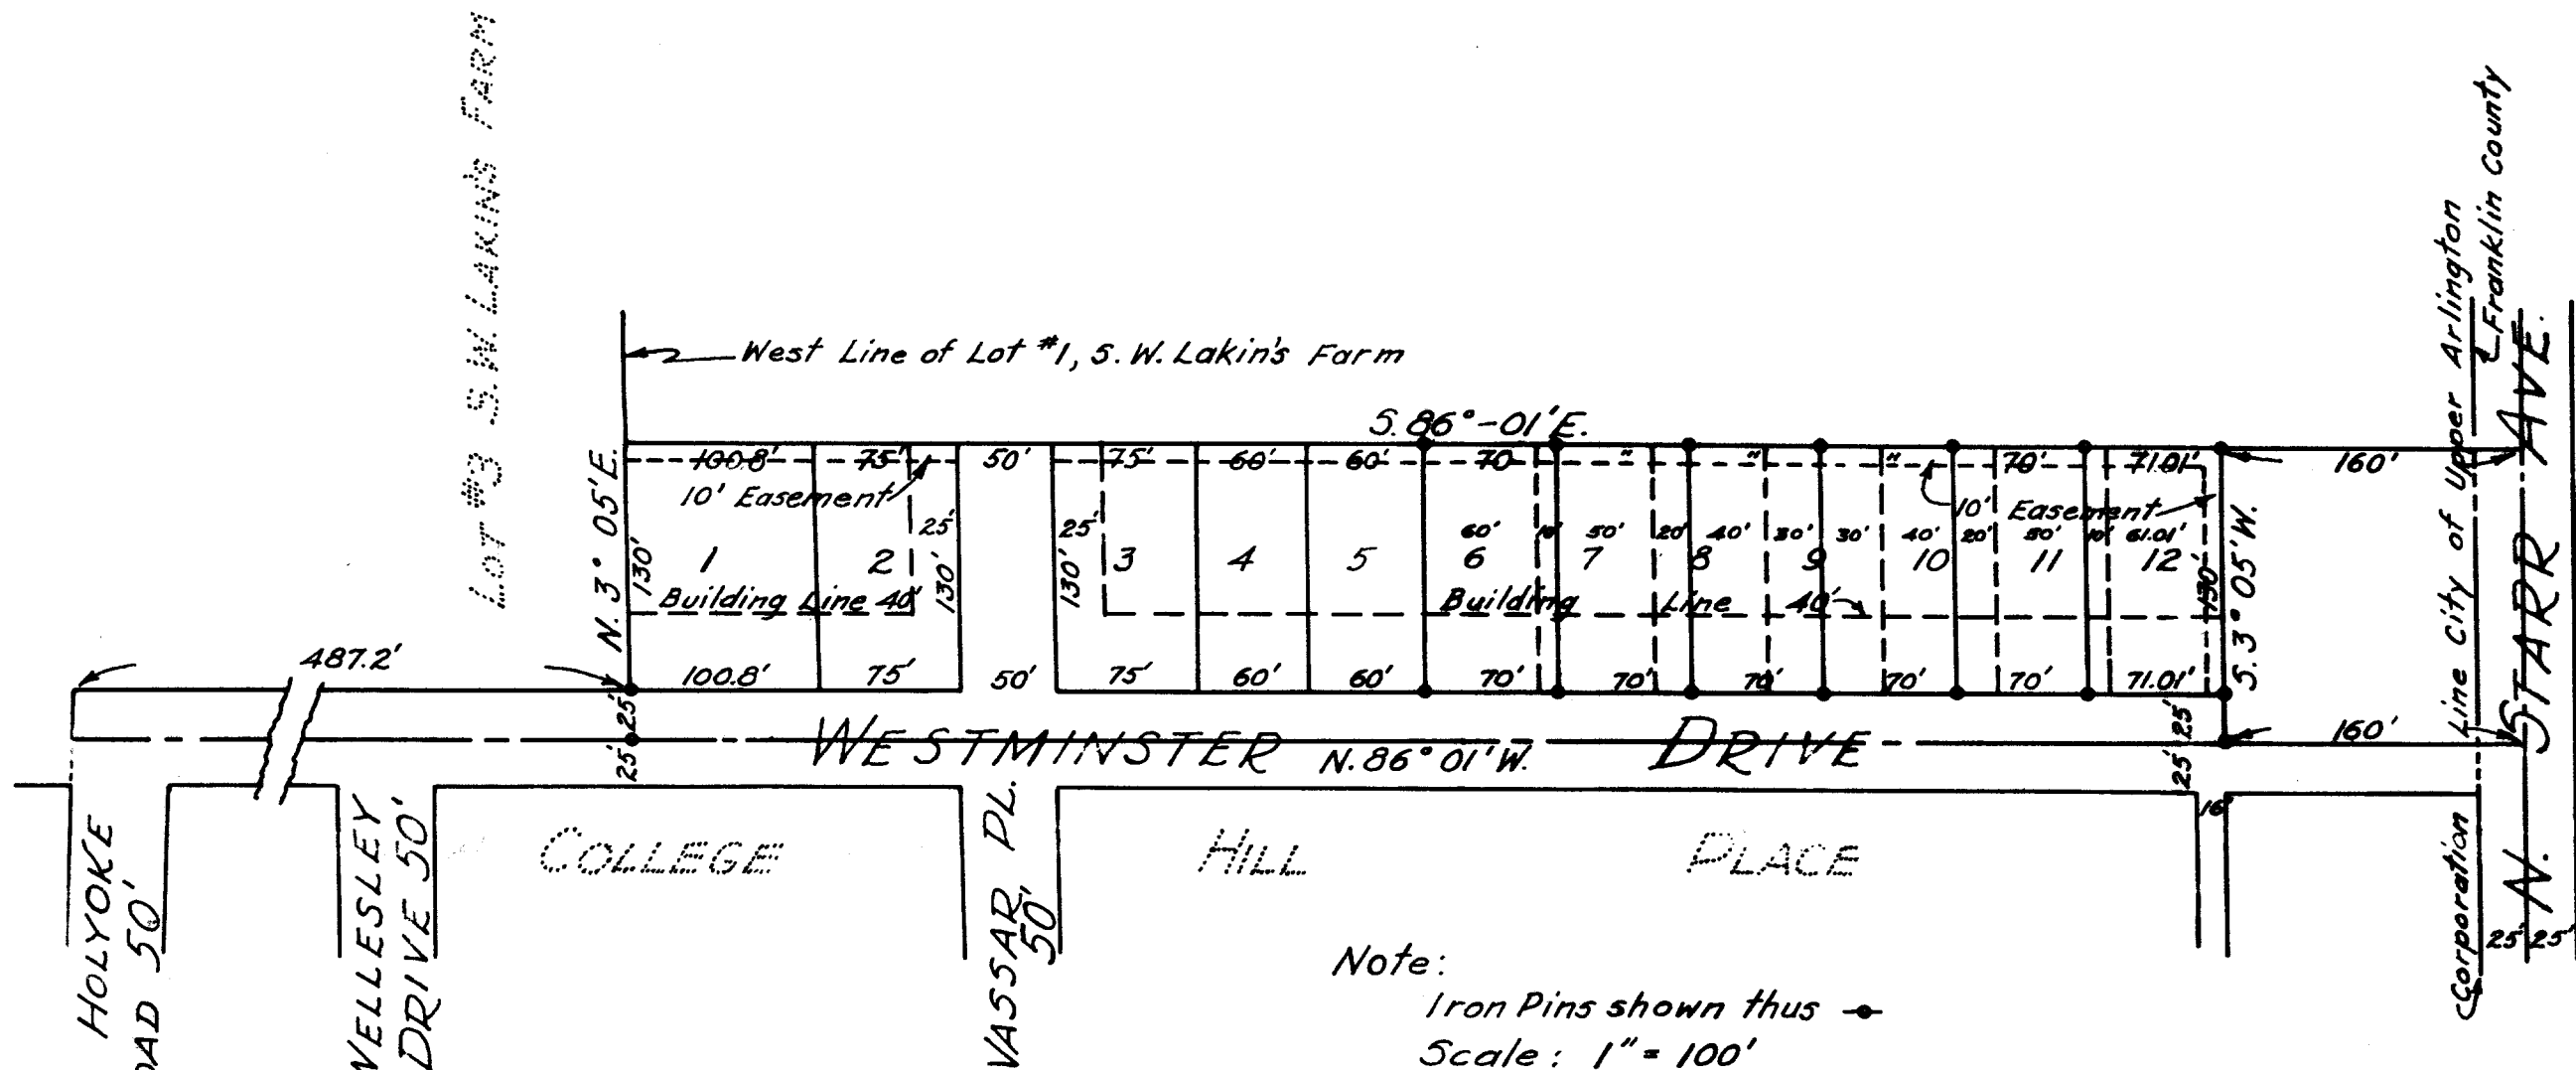 LOT #3 S.W. LAKIN'S FARM
West Line of Lot #1, S. W. Lakin's Farm
Line City of Upper Arlington
Franklin County
S. 86°-01' E.
N. 3° 05' E.
100.8' 75' 50' 75' 60' 60' 70 " " " 70' 71.01' 160'
10' Easement
10' Easement
25' 25' 60' 10' 50' 20' 40' 30' 30' 40' 20' 50' 10' 61.01'
1 2 3 4 5 6 7 8 9 10 11 12
130' 130' 130' 130'
S. 3° 05' W.
Building Line 40'
Building Line 40'
487.2'
100.8' 75' 50' 75' 60' 60' 70' 70' 70' 70' 70' 71.01'
25' 25'
25' 25'
WESTMINSTER N. 86° 01' W. DRIVE
160'
16'
N. STARR AVE.
COLLEGE HILL PLACE
HOLYOKE
OAD 50'
WELLESLEY
DRIVE 50'
VASSAR PL.
50'
Corporation
25' 25'
Note:
Iron Pins shown thus
Scale: 1" = 100'